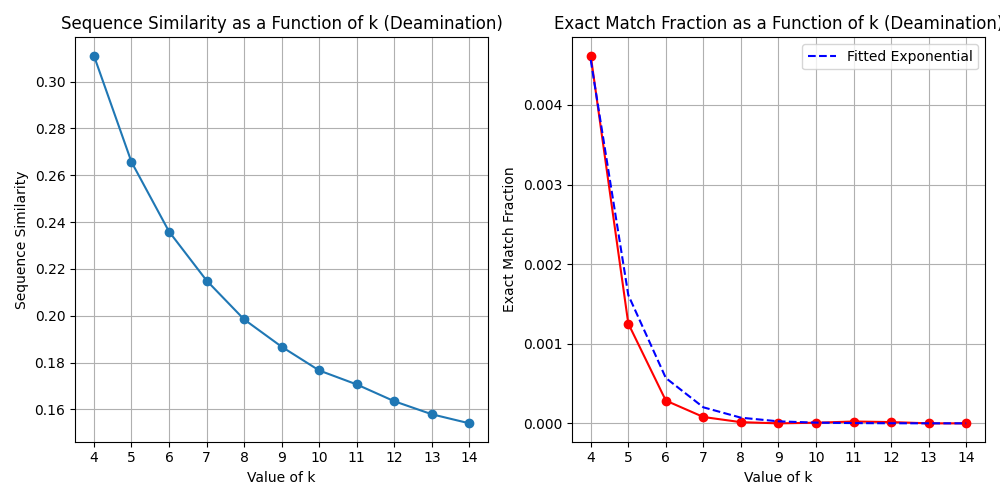 Sequence Similarity as a Function of k (Deamination)
Sequence Similarity
0.30
0.28
0.26
0.24
0.22
0.20
0.18
0.16
4 5 6 7 8 9 10 11 12 13 14
Value of k
Exact Match Fraction as a Function of k (Deamination)
Fitted Exponential
Exact Match Fraction
0.004
0.003
0.002
0.001
0.000
4 5 6 7 8 9 10 11 12 13 14
Value of k